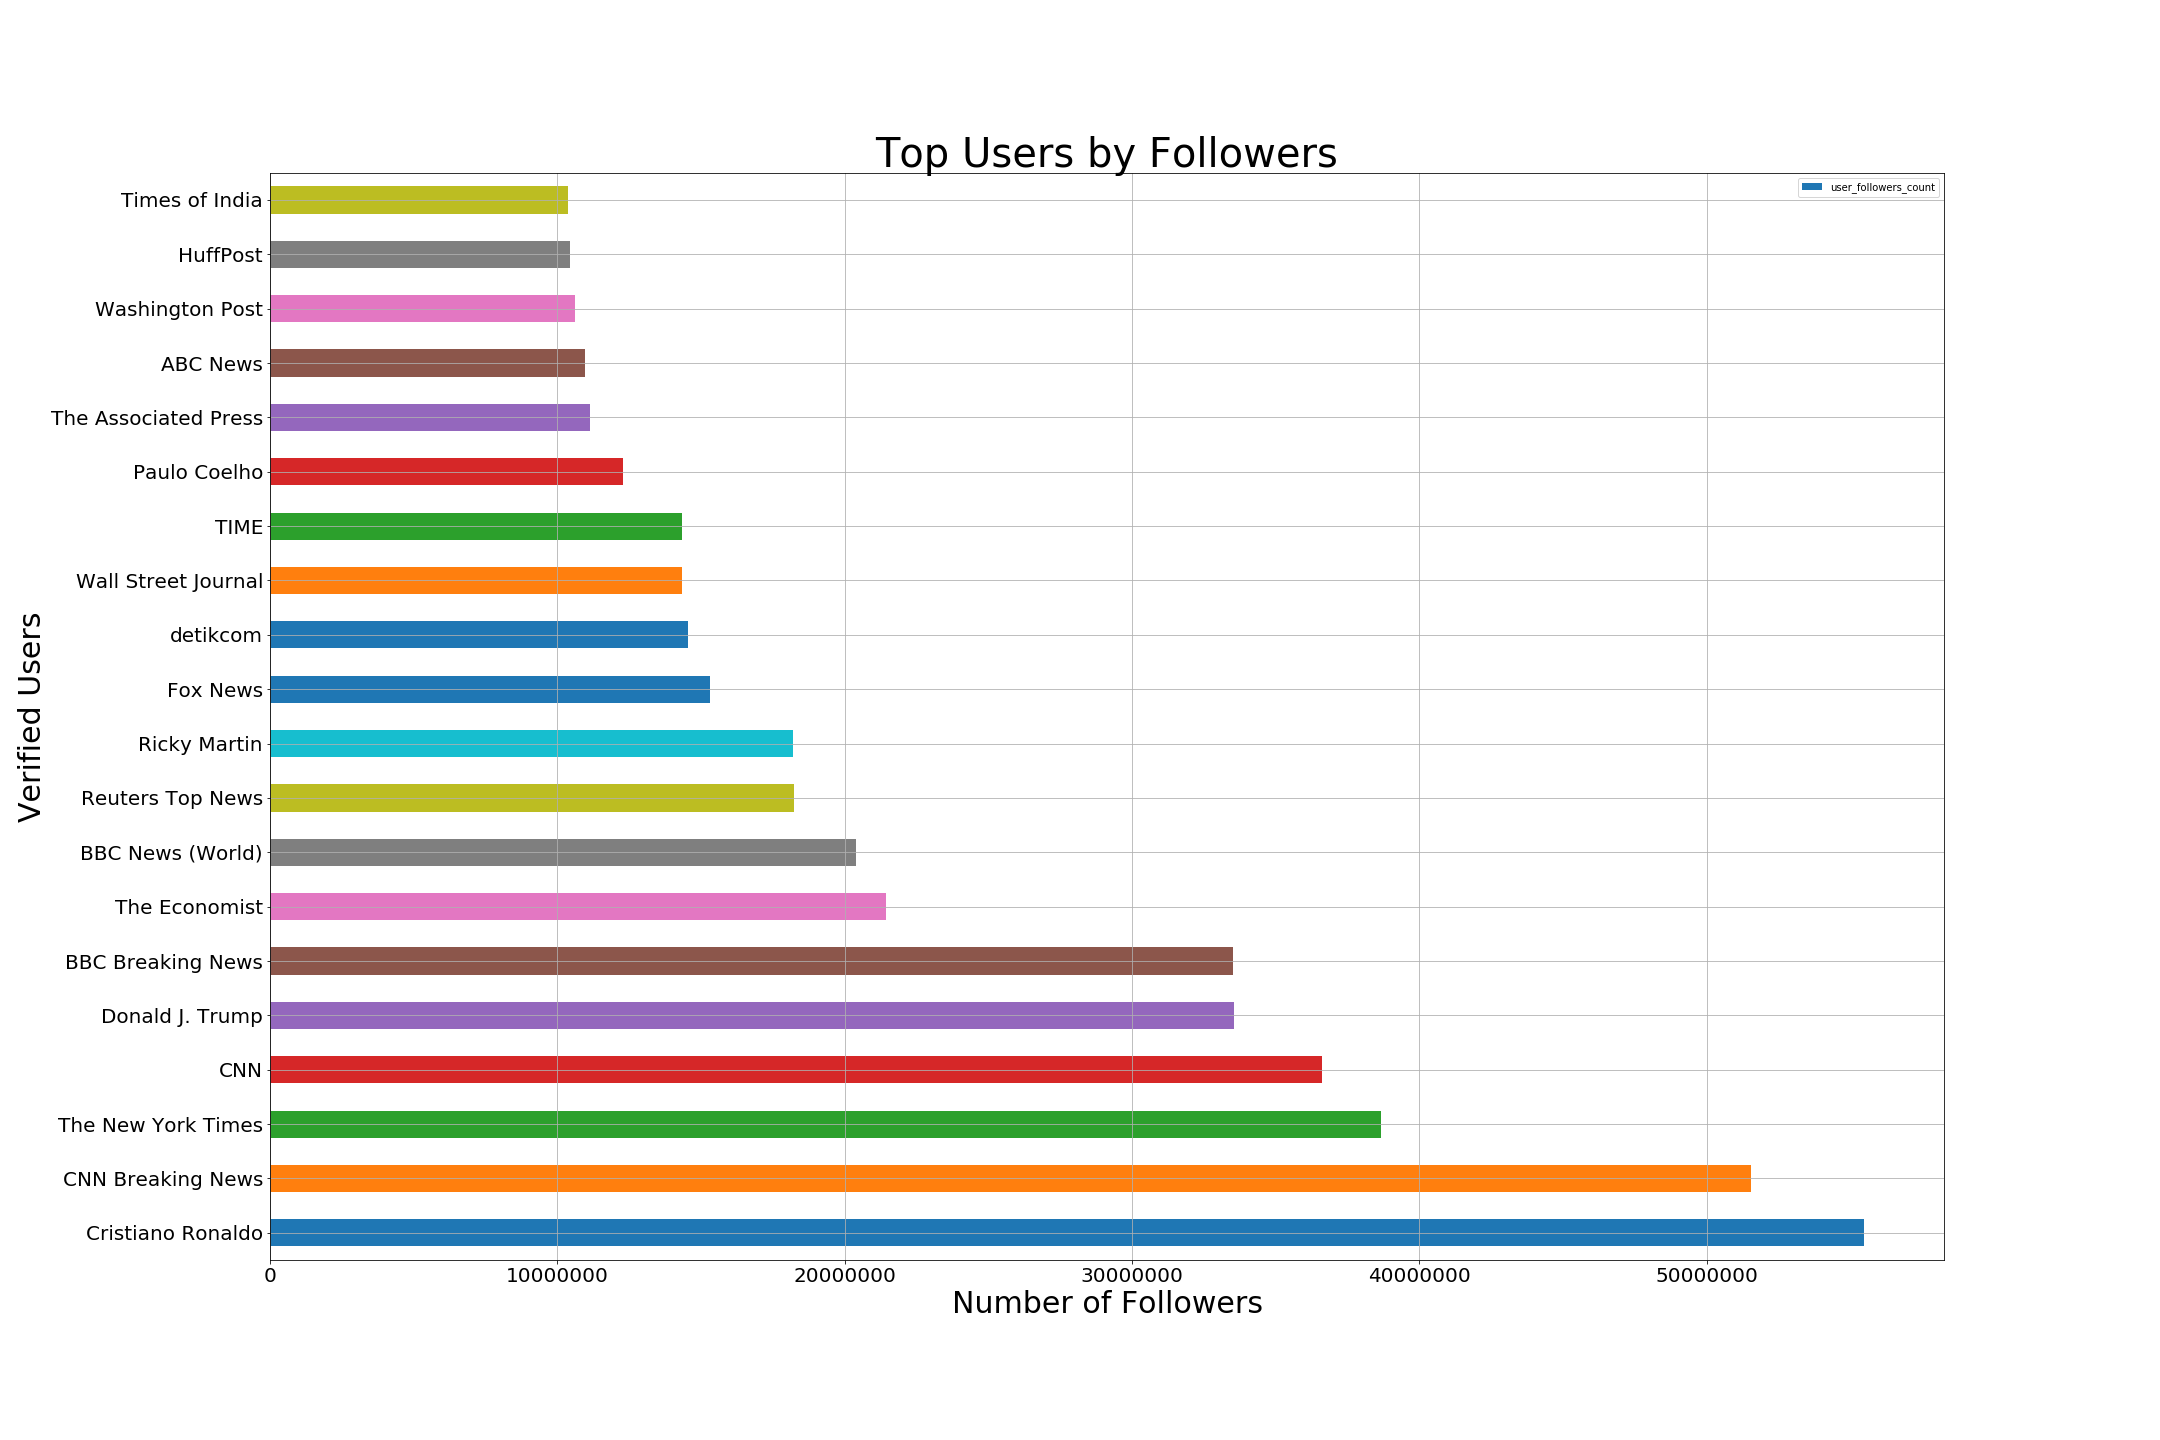 Top Users by Followers
user_followers_count
Verified Users
Times of India
HuffPost
Washington Post
ABC News
The Associated Press
Paulo Coelho
TIME
Wall Street Journal
detikcom
Fox News
Ricky Martin
Reuters Top News
BBC News (World)
The Economist
BBC Breaking News
Donald J. Trump
CNN
The New York Times
CNN Breaking News
Cristiano Ronaldo
0 10000000 20000000 30000000 40000000 50000000
Number of Followers